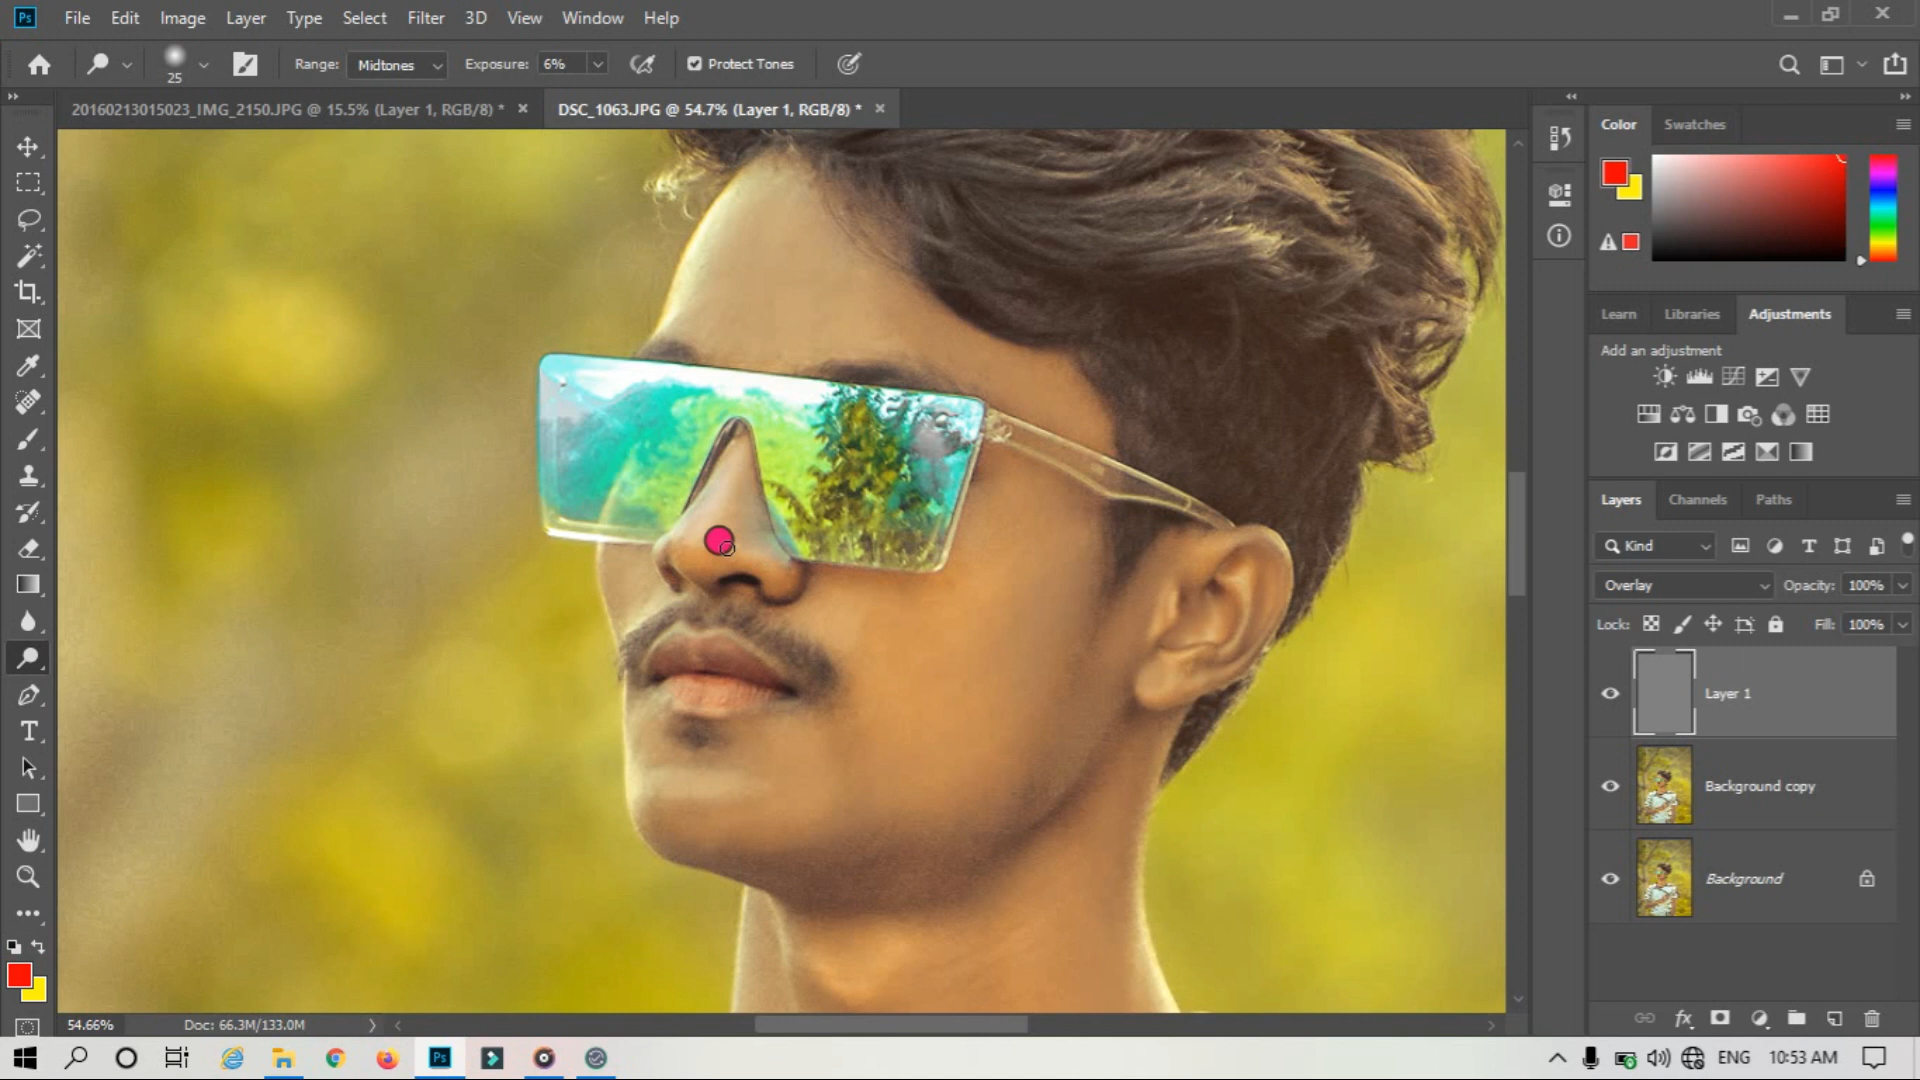 Ps File Edit Image Layer Type Select Filter 3D View Window Help
25 Range: Midtones Exposure: 6% Protect Tones
20160213015023_IMG_2150.JPG @ 15.5% (Layer 1, RGB/8) * × DSC_1063.JPG @ 54.7% (Layer 1, RGB/8) * ×
Color Swatches
Learn Libraries Adjustments
Add an adjustment
Layers Channels Paths
Kind
Overlay Opacity: 100%
Lock: Fill: 100%
Layer 1
Background copy
Background
54.66% Doc: 66.3M/133.0M
Ps ENG 10:53 AM